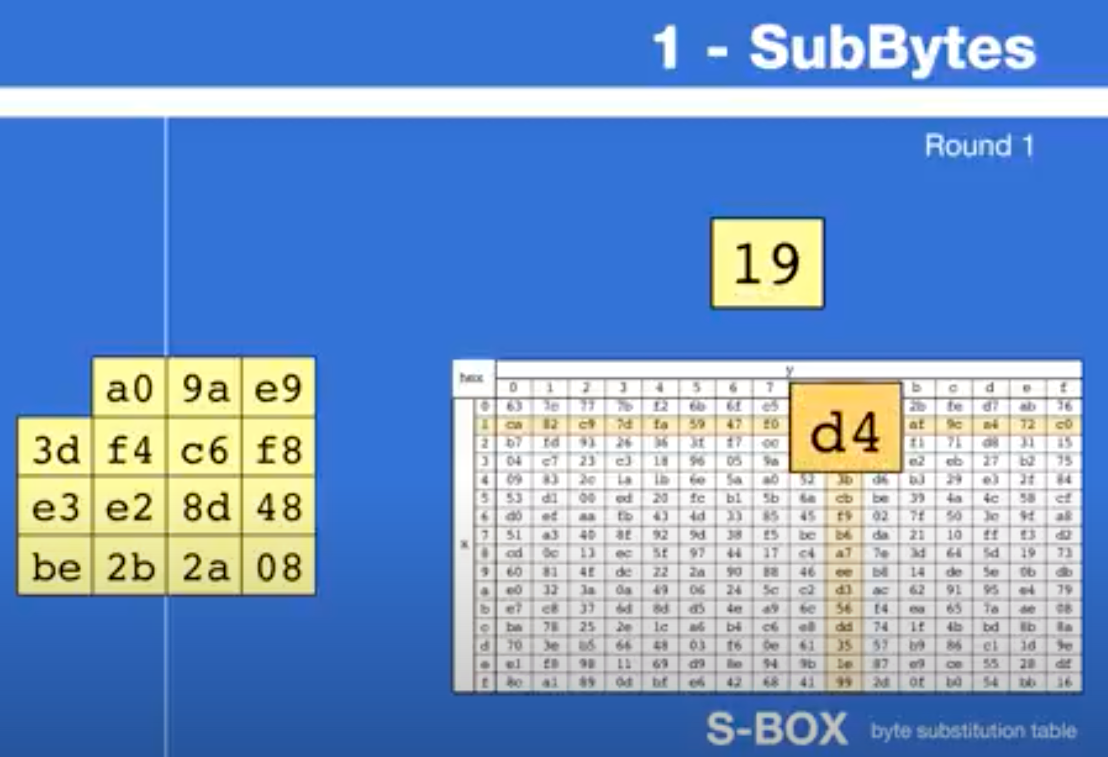 1 - SubBytes
Round 1
19
a0 9a e9
3d f4 c6 f8
e3 e2 8d 48
be 2b 2a 08
hex y
0 1 2 3 4 5 6 7 b c d e f
0 63 7c 77 7b f2 6b 6f c5 2b fe d7 ab 76
1 ca 82 c9 7d fa 59 47 f0 af 9c a4 72 c0
d4
2 b7 fd 93 26 36 3f f7 cc f1 71 d8 31 15
3 04 c7 23 c3 18 96 05 9a e2 eb 27 b2 75
4 09 83 2c 1a 1b 6e 5a a0 52 3b d6 b3 29 e3 2f 84
5 53 d1 00 ed 20 fc b1 5b 6a cb be 39 4a 4c 58 cf
6 d0 ef aa fb 43 4d 33 85 45 f9 02 7f 50 3c 9f a8
x 7 51 a3 40 8f 92 9d 38 f5 bc b6 da 21 10 ff f3 d2
8 cd 0c 13 ec 5f 97 44 17 c4 a7 7e 3d 64 5d 19 73
9 60 81 4f dc 22 2a 90 88 46 ee b8 14 de 5e 0b db
a e0 32 3a 0a 49 06 24 5c c2 d3 ac 62 91 95 e4 79
b e7 c8 37 6d 8d d5 4e a9 6c 56 f4 ea 65 7a ae 08
c ba 78 25 2e 1c a6 b4 c6 e8 dd 74 1f 4b bd 8b 8a
d 70 3e b5 66 48 03 f6 0e 61 35 57 b9 86 c1 1d 9e
e e1 f8 98 11 69 d9 8e 94 9b 1e 87 e9 ce 55 28 df
f 8c a1 89 0d bf e6 42 68 41 99 2d 0f b0 54 bb 16
S-BOX byte substitution table